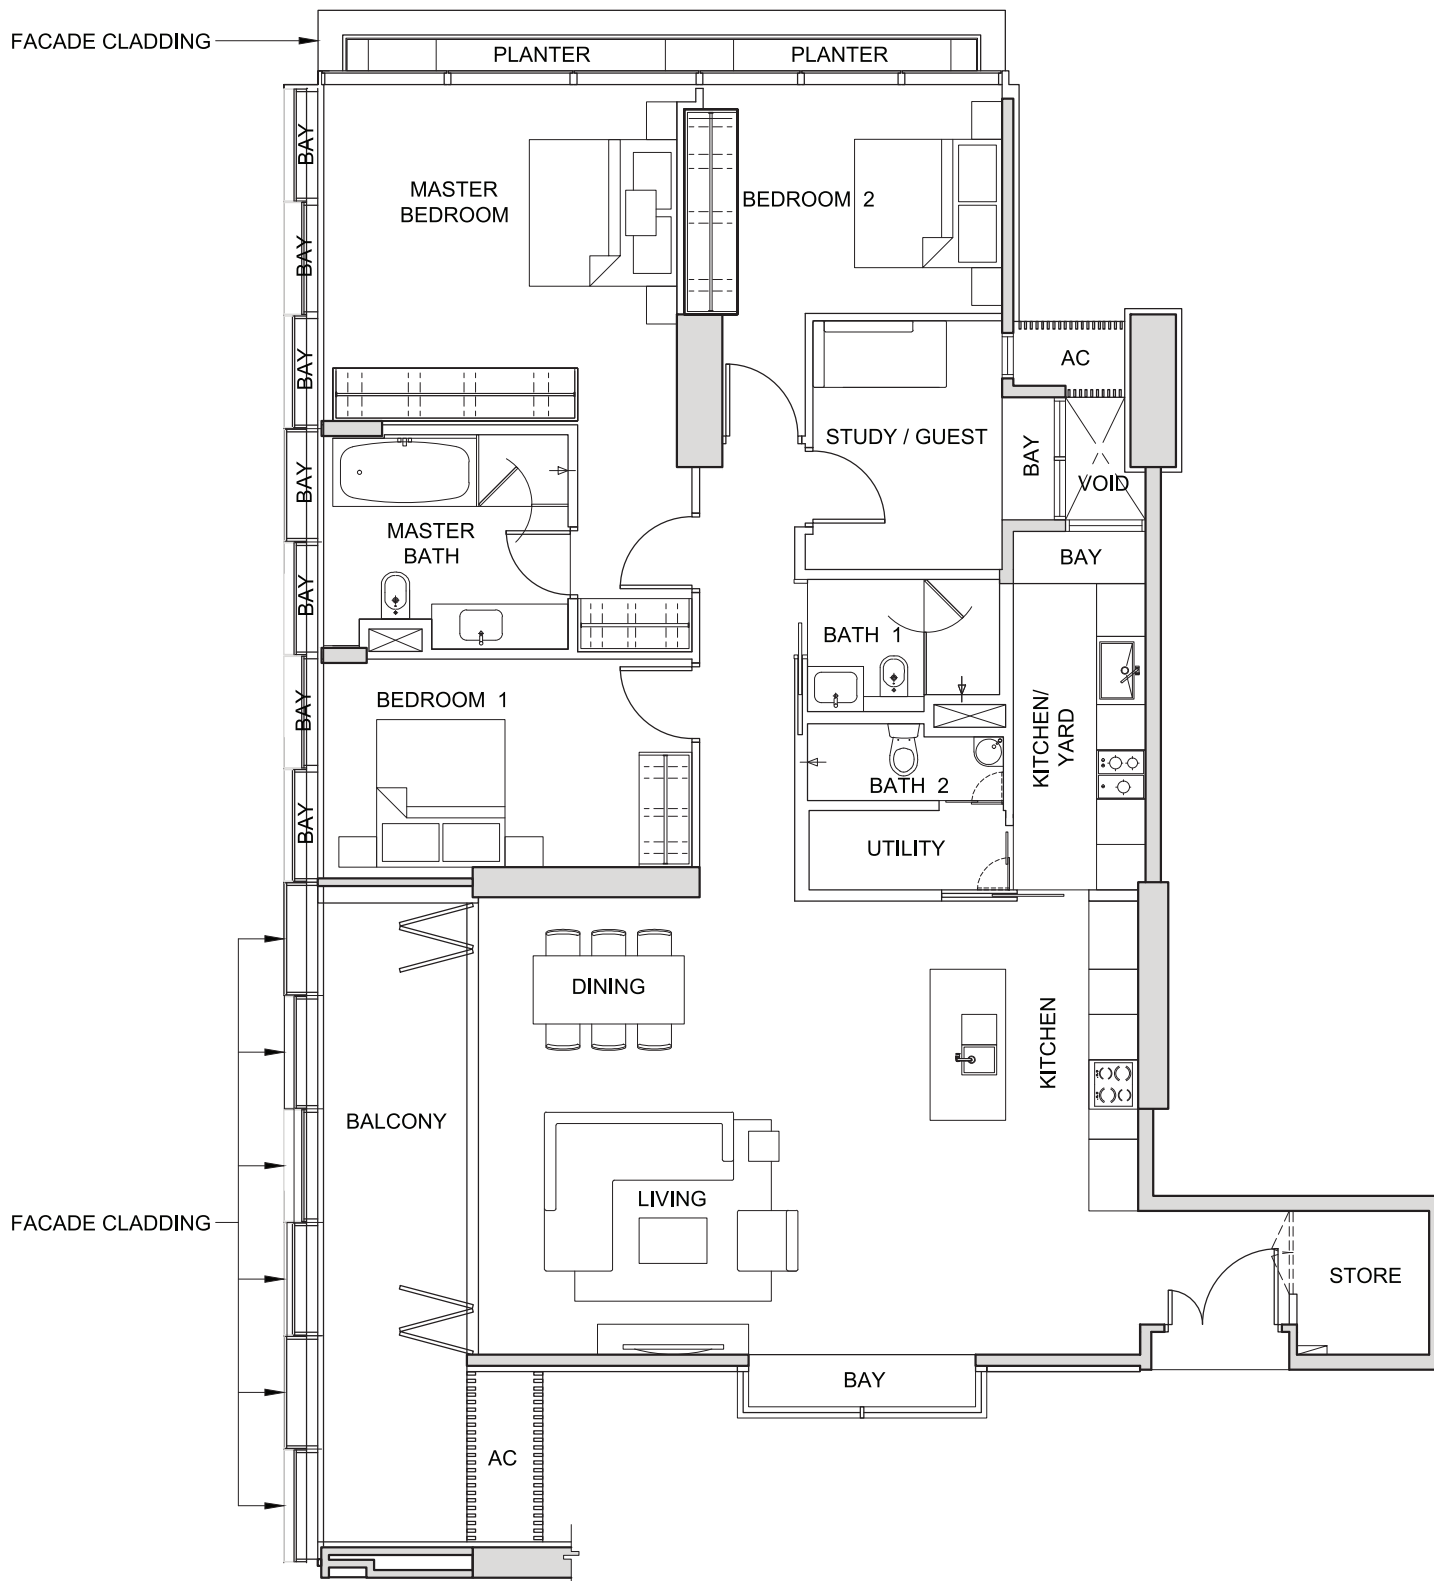 FACADE CLADDING
PLANTER
PLANTER
BAY
BAY
BAY
BAY
BAY
BAY
BAY
MASTER
BEDROOM
BEDROOM 2
AC
STUDY / GUEST
BAY
VOID
BAY
MASTER
BATH
BATH 1
BEDROOM 1
KITCHEN/
YARD
BATH 2
UTILITY
DINING
KITCHEN
BALCONY
LIVING
FACADE CLADDING
STORE
BAY
AC